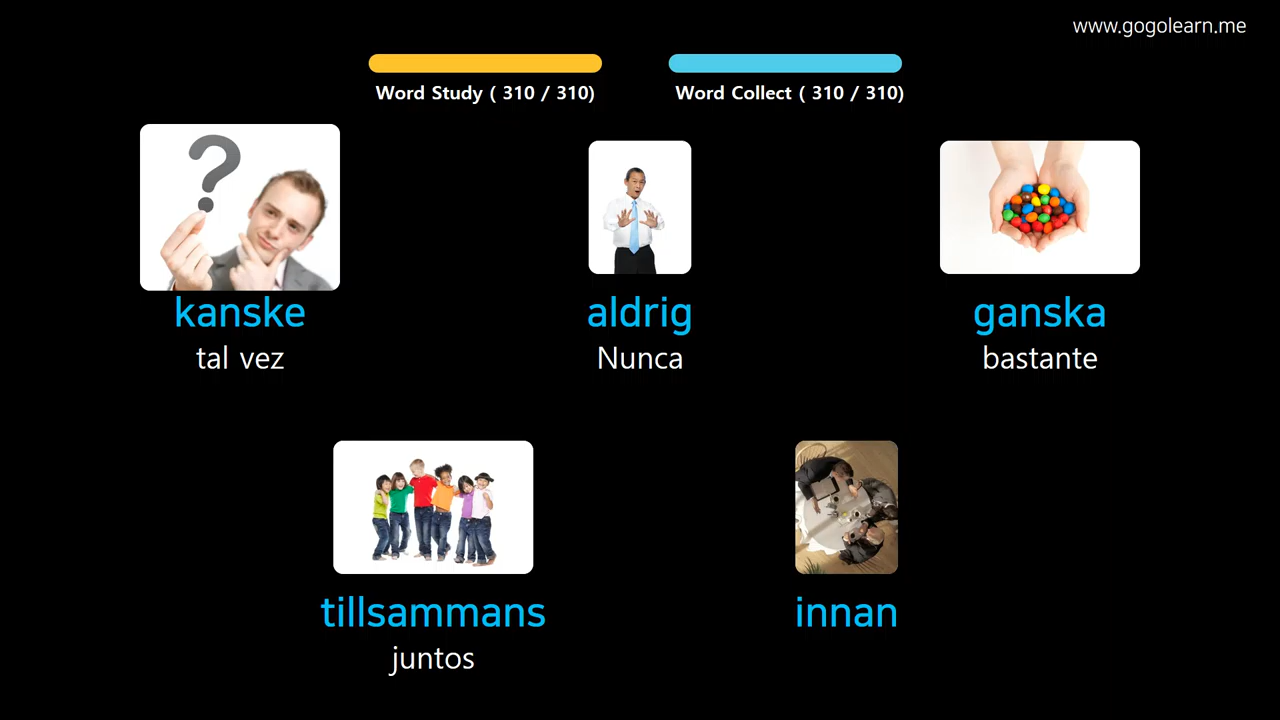 www.gogolearn.me
Word Study ( 310 / 310)
Word Collect ( 310 / 310)
kanske
tal vez
aldrig
Nunca
ganska
bastante
tillsammans
juntos
innan